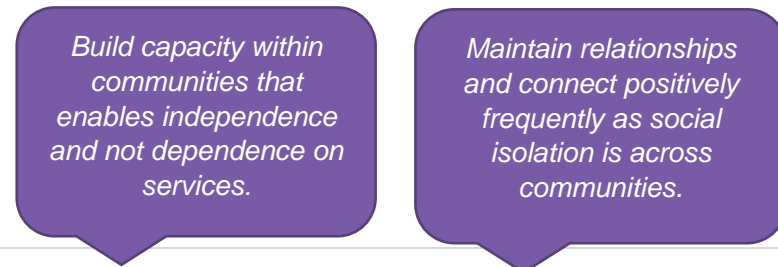 Build capacity within
communities that
enables independence
and not dependence on
services.
Maintain relationships
and connect positively
frequently as social
isolation is across
communities.